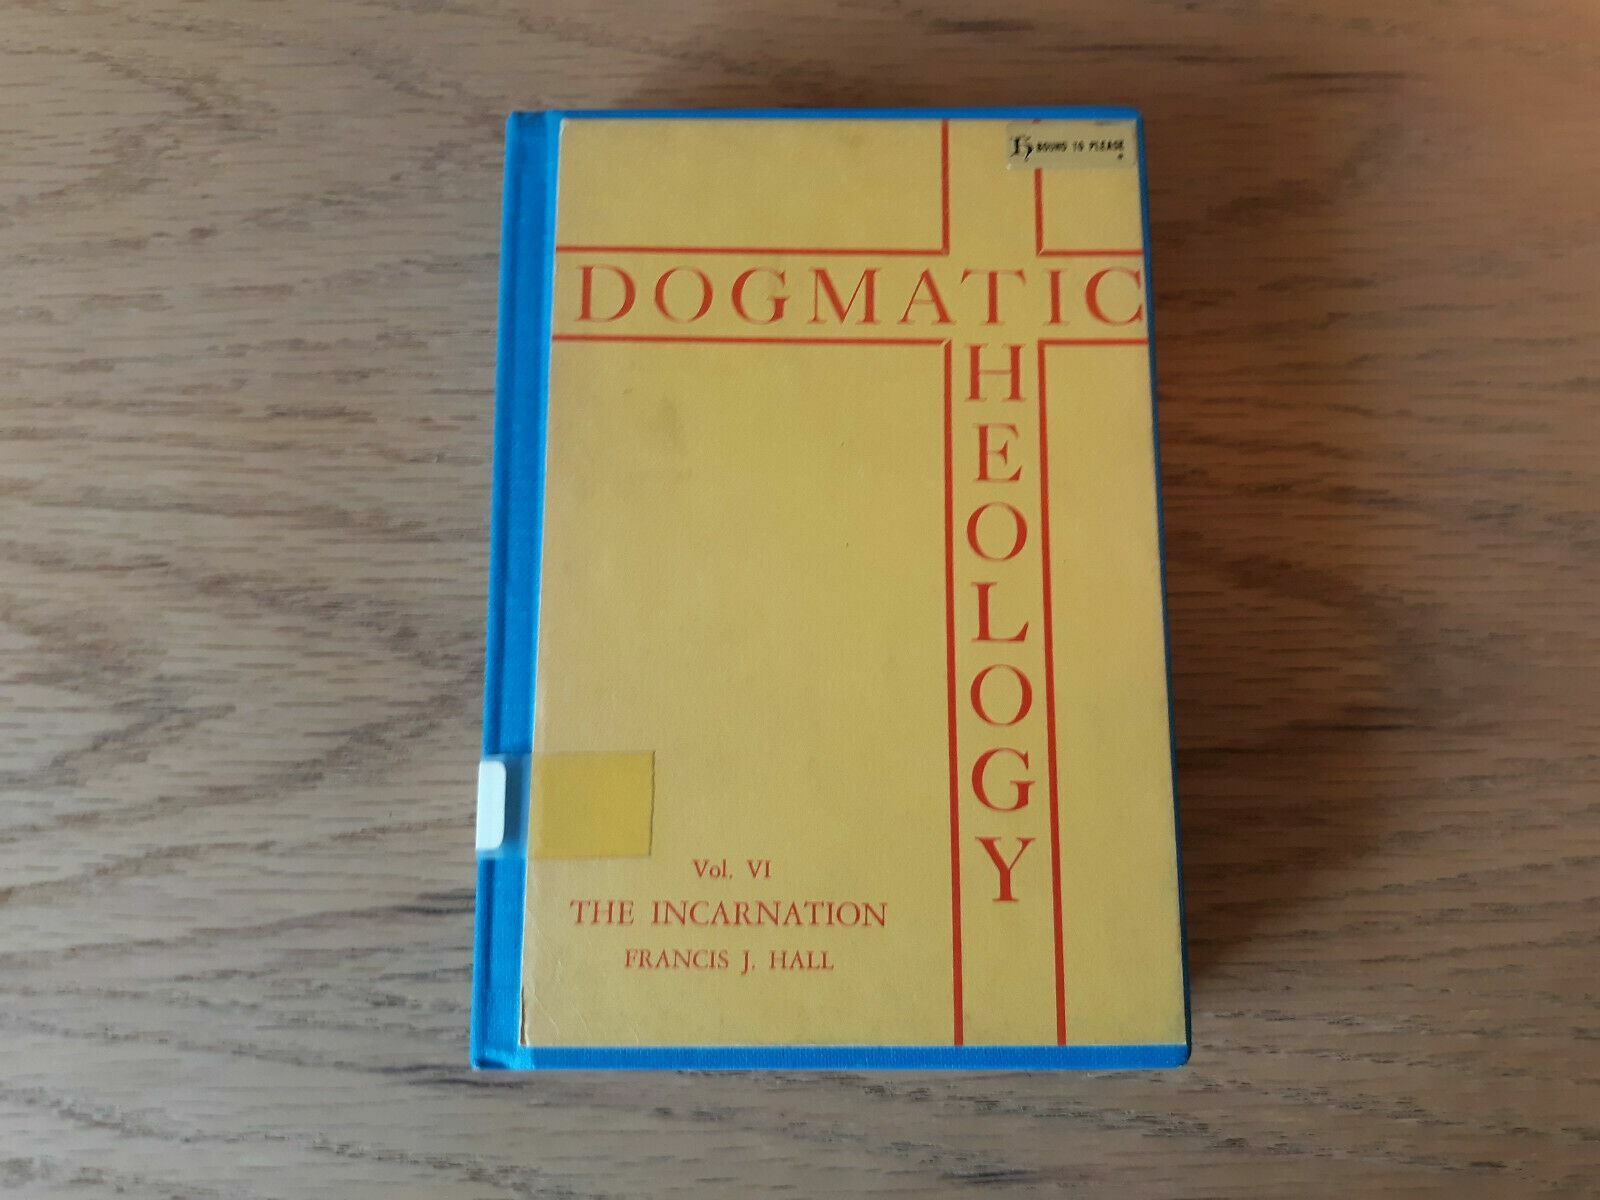 BOUND TO PLEASE
DOGMATIC
THEOLOGY
Vol. VI
THE INCARNATION
FRANCIS J. HALL